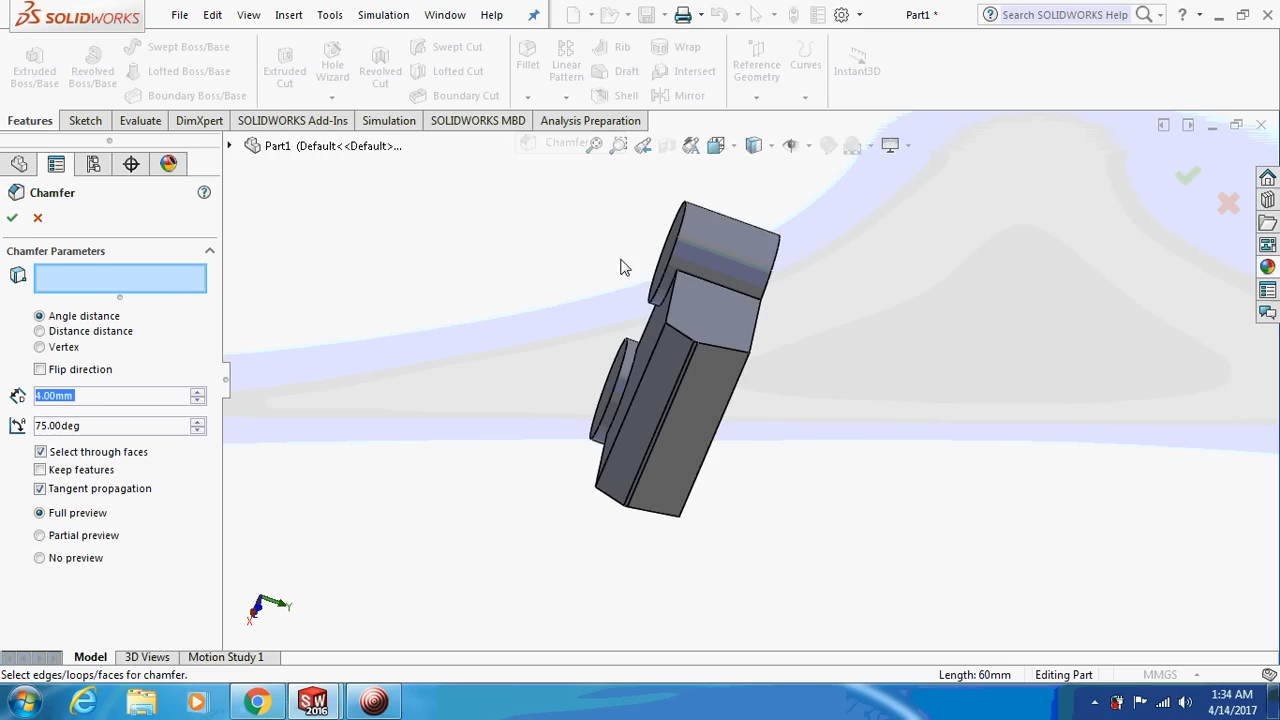 SOLIDWORKS File Edit View Insert Tools Simulation Window Help Part1 * Search SOLIDWORKS Help ?
Extruded Boss/Base Revolved Boss/Base Swept Boss/Base Lofted Boss/Base Boundary Boss/Base Extruded Cut Hole Wizard Revolved Cut Swept Cut Lofted Cut Boundary Cut Fillet Linear Pattern Rib Draft Shell Wrap Intersect Mirror Reference Geometry Curves Instant3D
Features Sketch Evaluate DimXpert SOLIDWORKS Add-Ins Simulation SOLIDWORKS MBD Analysis Preparation
Part1 (Default<<Default>... Chamfer
Chamfer ?
Chamfer Parameters
Angle distance
Distance distance
Vertex
Flip direction
4.00mm
75.00deg
Select through faces
Keep features
Tangent propagation
Full preview
Partial preview
No preview
Y
X
Model 3D Views Motion Study 1
Select edges/loops/faces for chamfer. Length: 60mm Editing Part MMGS
SW 2016
1:34 AM
4/14/2017